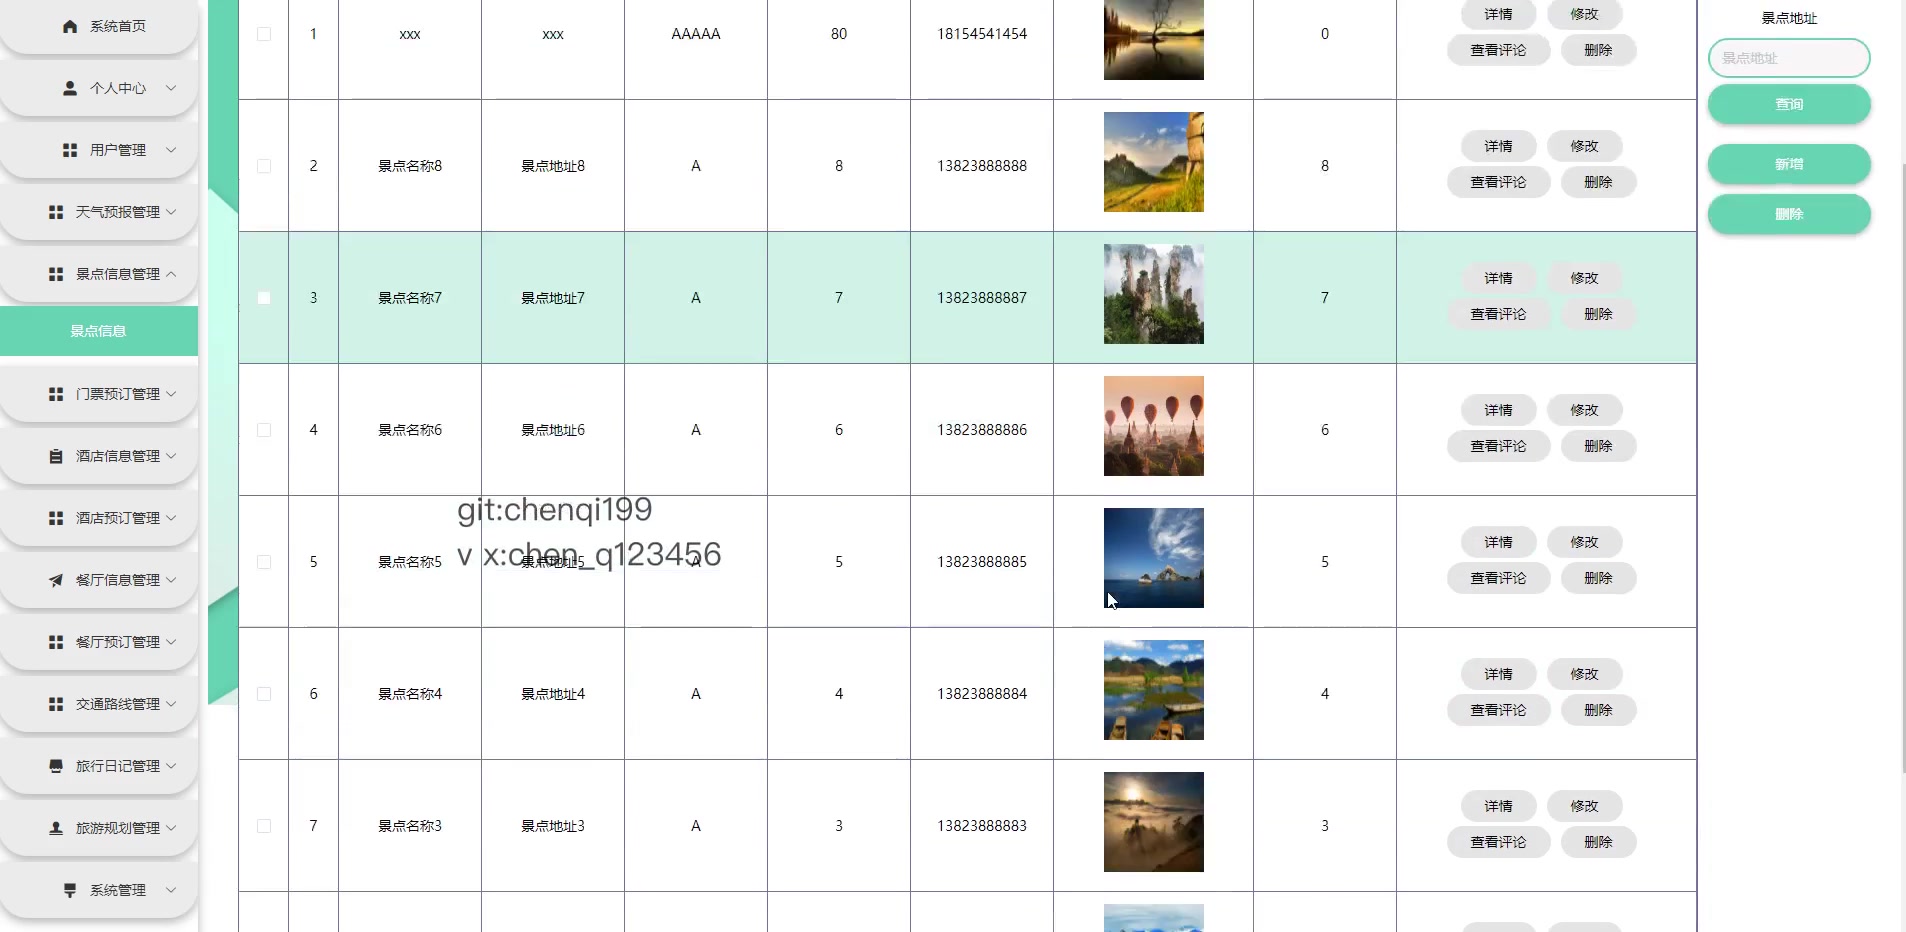 系统首页
个人中心
用户管理
天气预报管理
景点信息管理
景点信息
门票预订管理
酒店信息管理
酒店预订管理
餐厅信息管理
餐厅预订管理
交通路线管理
旅行日记管理
旅游规划管理
系统管理
1 xxx xxx AAAAA 80 18154541454 0 详情 修改
查看评论 删除
2 景点名称8 景点地址8 A 8 13823888888 8 详情 修改
查看评论 删除
3 景点名称7 景点地址7 A 7 13823888887 7 详情 修改
查看评论 删除
4 景点名称6 景点地址6 A 6 13823888886 6 详情 修改
查看评论 删除
git:chenqi199
v x:chen_q123456
5 景点名称5 景点地址5 A 5 13823888885 5 详情 修改
查看评论 删除
6 景点名称4 景点地址4 A 4 13823888884 4 详情 修改
查看评论 删除
7 景点名称3 景点地址3 A 3 13823888883 3 详情 修改
查看评论 删除
景点地址
景点地址
查询
新增
删除